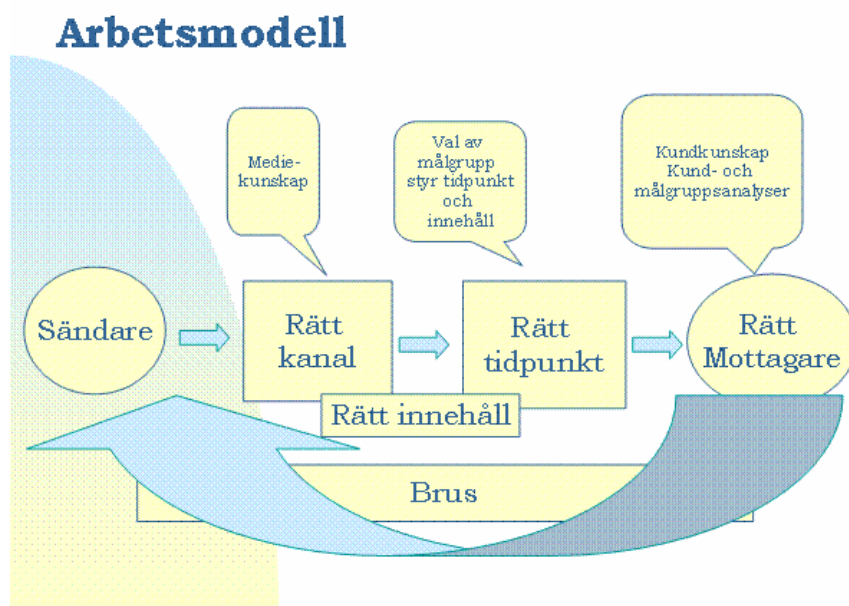 Arbetsmodell
Medie-
kunskap
Val av
målgrupp
styr tidpunkt
och
innehåll
Kundkunskap
Kund- och
målgruppsanalyser
Sändare
Rätt
kanal
Rätt
tidpunkt
Rätt
Mottagare
Rätt innehåll
Brus